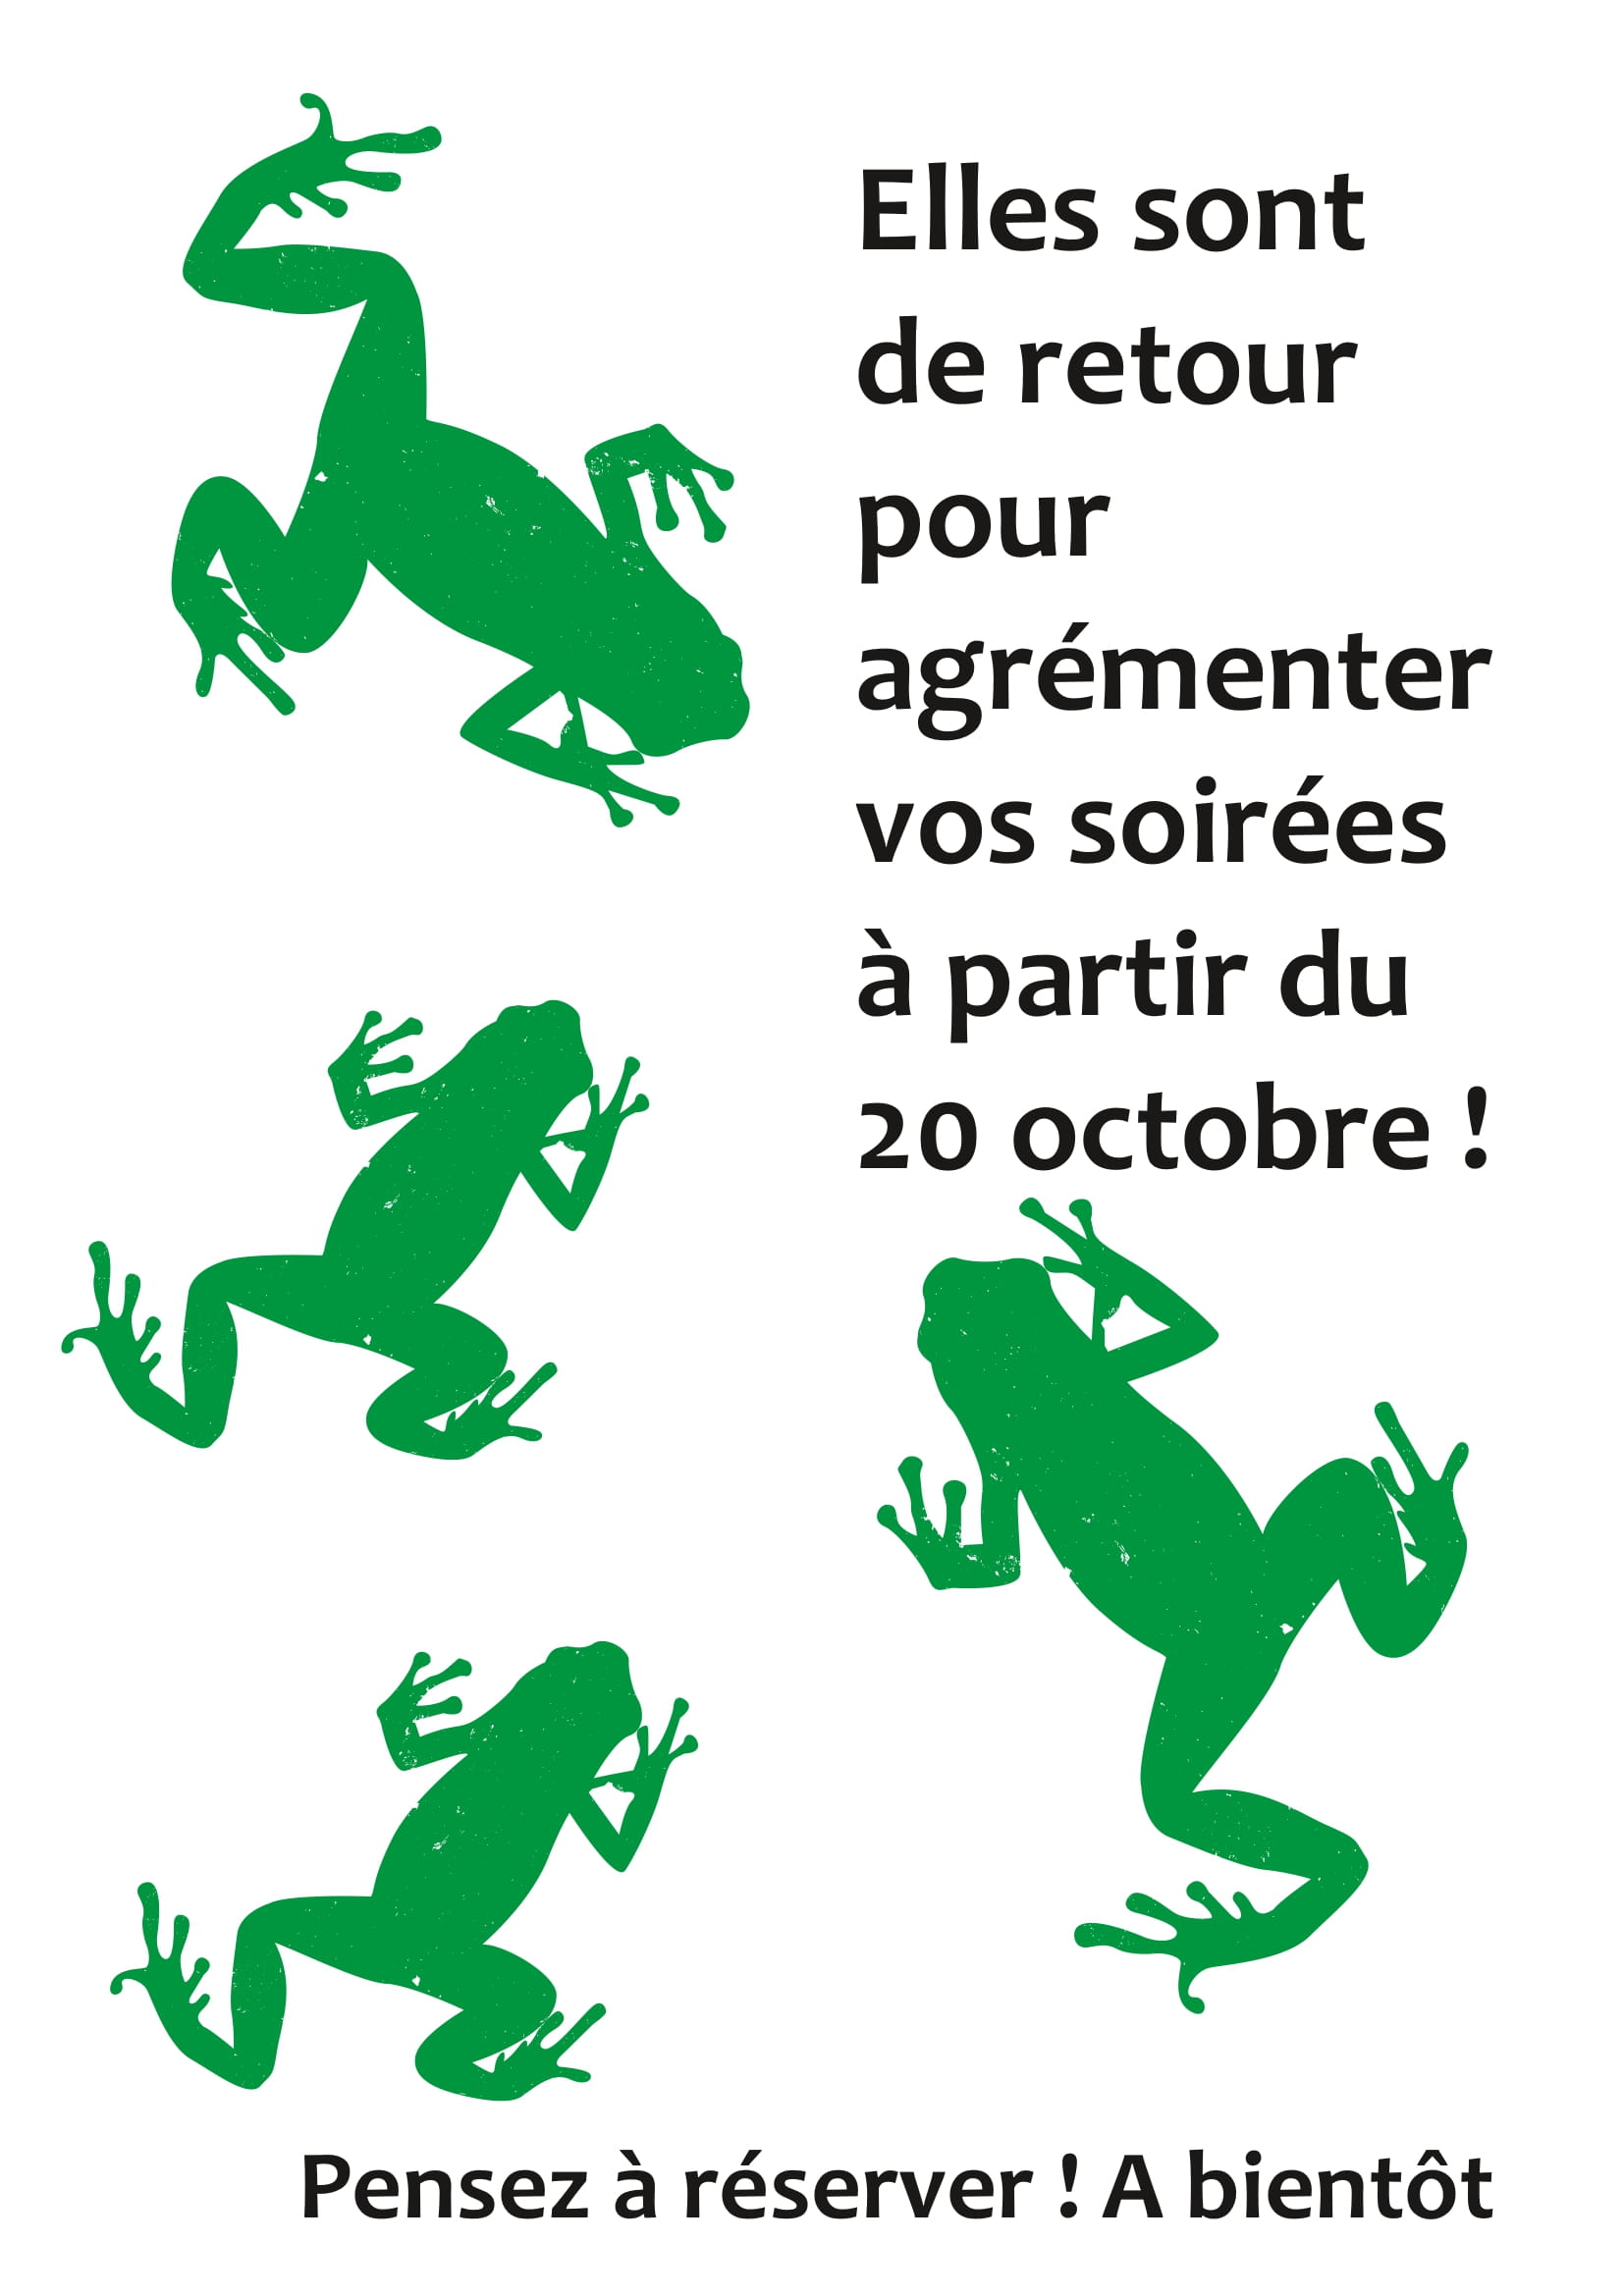 Elles sont
de retour
pour
agrémenter
vos soirées
à partir du
20 octobre !
Pensez à réserver ! A bientôt